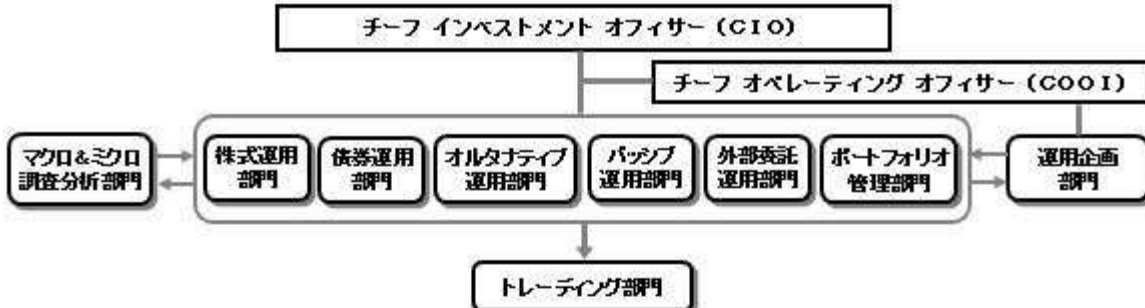 チーフ インベストメント オフィサー（CIO）
チーフ オペレーティング オフィサー（COOI）
マクロ&ミクロ
調査分析部門
株式運用
部門
債券運用
部門
オルタナティブ
運用部門
パッシブ
運用部門
外部委託
運用部門
ポートフォリオ
管理部門
運用企画
部門
トレーディング部門